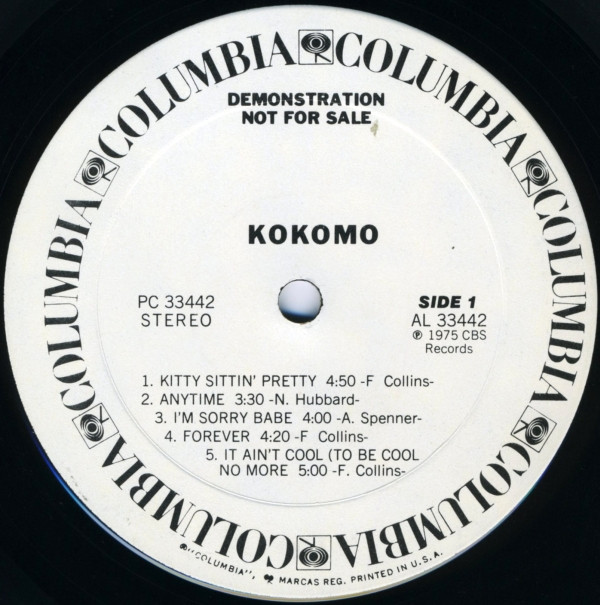 COLUMBIA COLUMBIA COLUMBIA COLUMBIA COLUMBIA COLUMBIA COLUMBIA COLUMBIA
DEMONSTRATION
NOT FOR SALE
KOKOMO
PC 33442
STEREO
SIDE 1
AL 33442
℗ 1975 CBS
Records
1. KITTY SITTIN' PRETTY 4:50 -F Collins-
2. ANYTIME 3:30 -N. Hubbard-
3. I'M SORRY BABE 4:00 -A. Spenner-
4. FOREVER 4:20 -F Collins-
5. IT AIN'T COOL (TO BE COOL
NO MORE 5:00 -F. Collins-
®"COLUMBIA", MARCAS REG. PRINTED IN U.S.A.